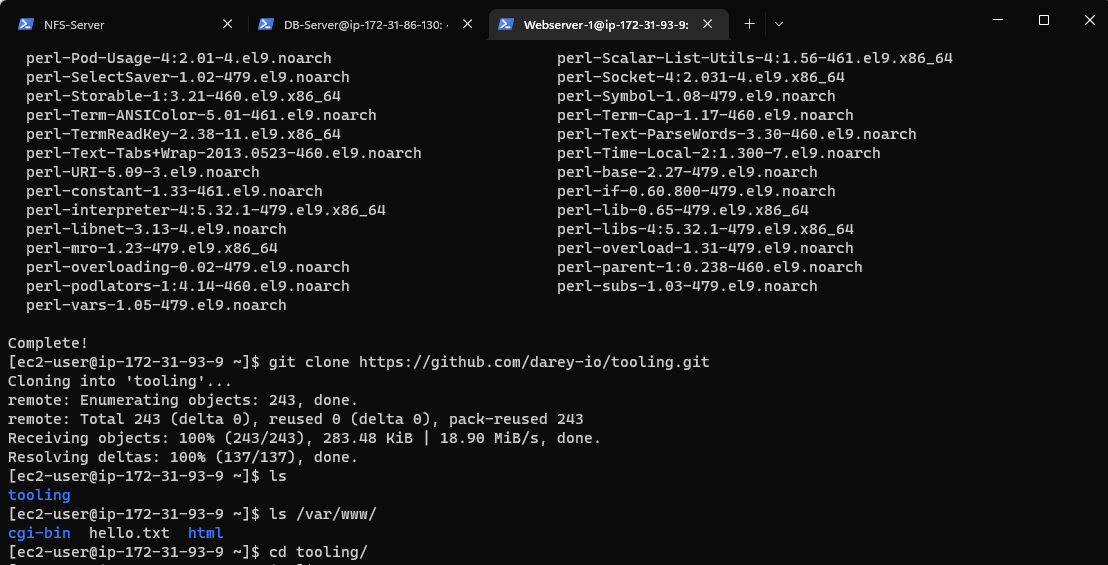 NFS-Server DB-Server@ip-172-31-86-130: Webserver-1@ip-172-31-93-9:
perl-Pod-Usage-4:2.01-4.el9.noarch perl-Scalar-List-Utils-4:1.56-461.el9.x86_64
perl-SelectSaver-1.02-479.el9.noarch perl-Socket-4:2.031-4.el9.x86_64
perl-Storable-1:3.21-460.el9.x86_64 perl-Symbol-1.08-479.el9.noarch
perl-Term-ANSIColor-5.01-461.el9.noarch perl-Term-Cap-1.17-460.el9.noarch
perl-TermReadKey-2.38-11.el9.x86_64 perl-Text-ParseWords-3.30-460.el9.noarch
perl-Text-Tabs+Wrap-2013.0523-460.el9.noarch perl-Time-Local-2:1.300-7.el9.noarch
perl-URI-5.09-3.el9.noarch perl-base-2.27-479.el9.noarch
perl-constant-1.33-461.el9.noarch perl-if-0.60.800-479.el9.noarch
perl-interpreter-4:5.32.1-479.el9.x86_64 perl-lib-0.65-479.el9.x86_64
perl-libnet-3.13-4.el9.noarch perl-libs-4:5.32.1-479.el9.x86_64
perl-mro-1.23-479.el9.x86_64 perl-overload-1.31-479.el9.noarch
perl-overloading-0.02-479.el9.noarch perl-parent-1:0.238-460.el9.noarch
perl-podlators-1:4.14-460.el9.noarch perl-subs-1.03-479.el9.noarch
perl-vars-1.05-479.el9.noarch
Complete!
[ec2-user@ip-172-31-93-9 ~]$ git clone https://github.com/darey-io/tooling.git
Cloning into 'tooling'...
remote: Enumerating objects: 243, done.
remote: Total 243 (delta 0), reused 0 (delta 0), pack-reused 243
Receiving objects: 100% (243/243), 283.48 KiB | 18.90 MiB/s, done.
Resolving deltas: 100% (137/137), done.
[ec2-user@ip-172-31-93-9 ~]$ ls
tooling
[ec2-user@ip-172-31-93-9 ~]$ ls /var/www/
cgi-bin hello.txt html
[ec2-user@ip-172-31-93-9 ~]$ cd tooling/